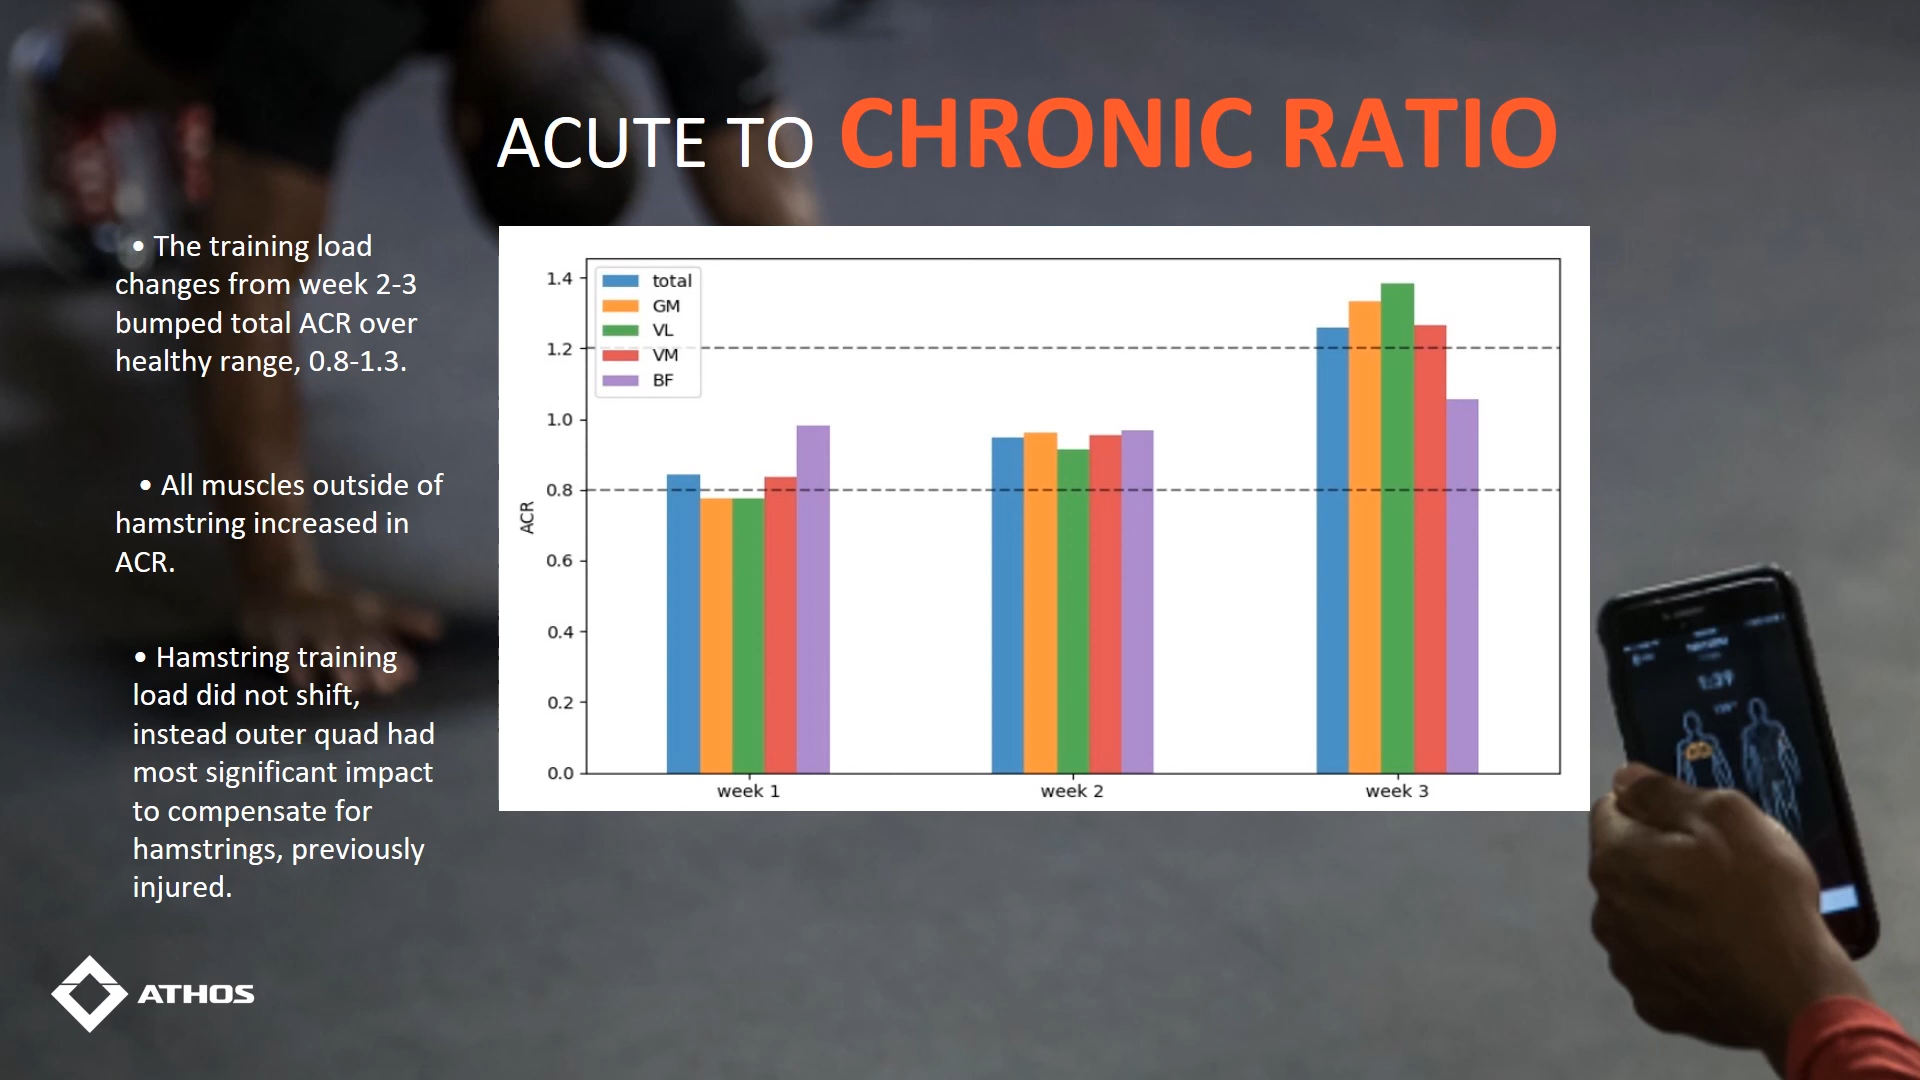 ACUTE TO CHRONIC RATIO
• The training load
changes from week 2-3
bumped total ACR over
healthy range, 0.8-1.3.
• All muscles outside of
hamstring increased in
ACR.
• Hamstring training
load did not shift,
instead outer quad had
most significant impact
to compensate for
hamstrings, previously
injured.
ATHOS
total
GM
VL
VM
BF
ACR
1.4
1.2
1.0
0.8
0.6
0.4
0.2
0.0
week 1 week 2 week 3
1:39